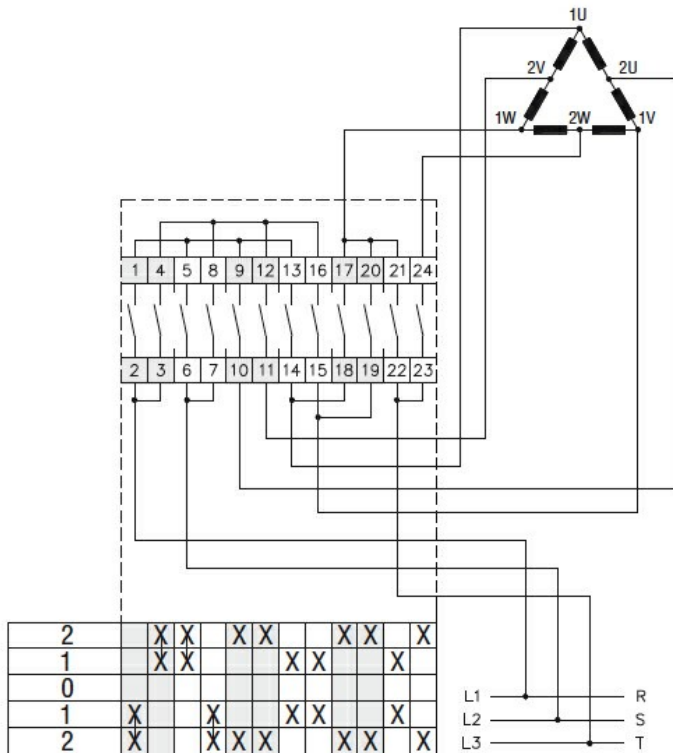 1U
2V 2U
1W 2W 1V
1 4 5 8 9 12 13 16 17 20 21 24
2 3 6 7 10 11 14 15 18 19 22 23
2 X X X X X X X
1 X X X X X
0
1 X X X X X
2 X X X X X X X
L1 R
L2 S
L3 T